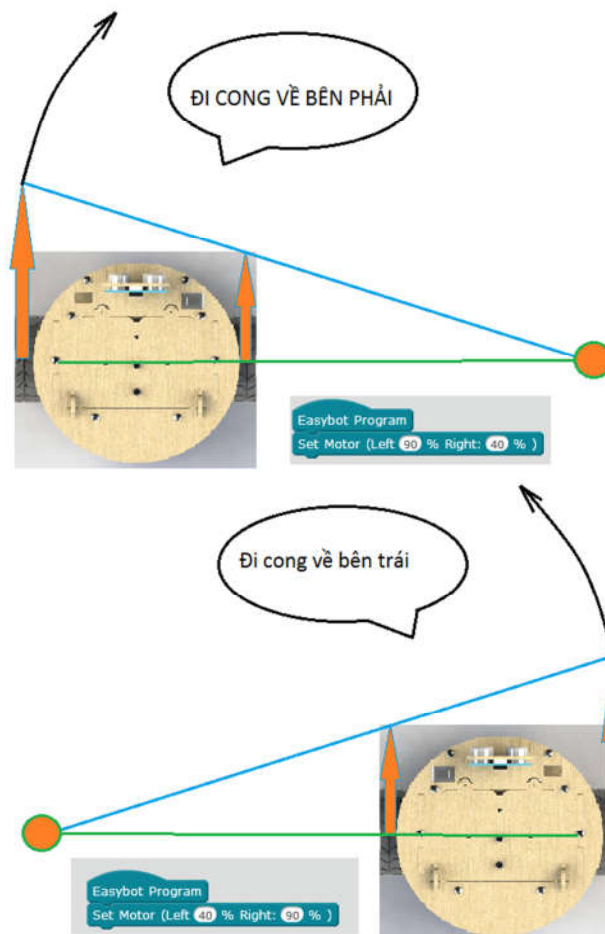 ĐI CONG VỀ BÊN PHẢI
Easybot Program
Set Motor (Left 90 % Right: 40 % )
Đi cong về bên trái
Easybot Program
Set Motor (Left 40 % Right: 90 % )